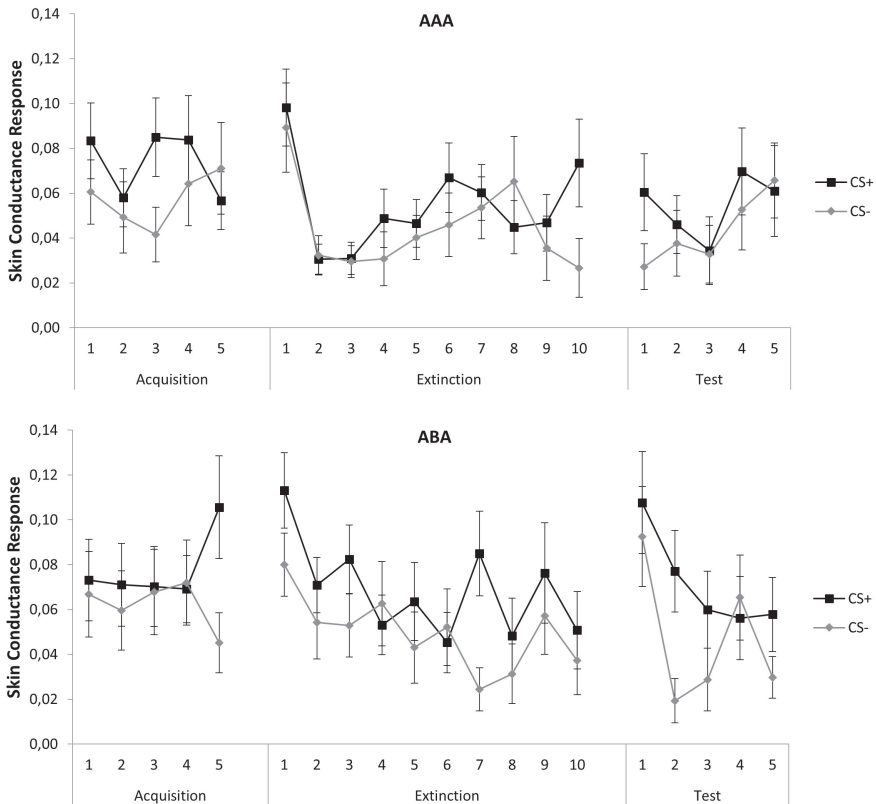 AAA
Skin Conductance Response
0,14
0,12
0,10
0,08
0,06
0,04
0,02
0,00
CS+
CS-
1 2 3 4 5 1 2 3 4 5 6 7 8 9 10 1 2 3 4 5
Acquisition Extinction Test
ABA
Skin Conductance Response
0,14
0,12
0,10
0,08
0,06
0,04
0,02
0,00
CS+
CS-
1 2 3 4 5 1 2 3 4 5 6 7 8 9 10 1 2 3 4 5
Acquisition Extinction Test